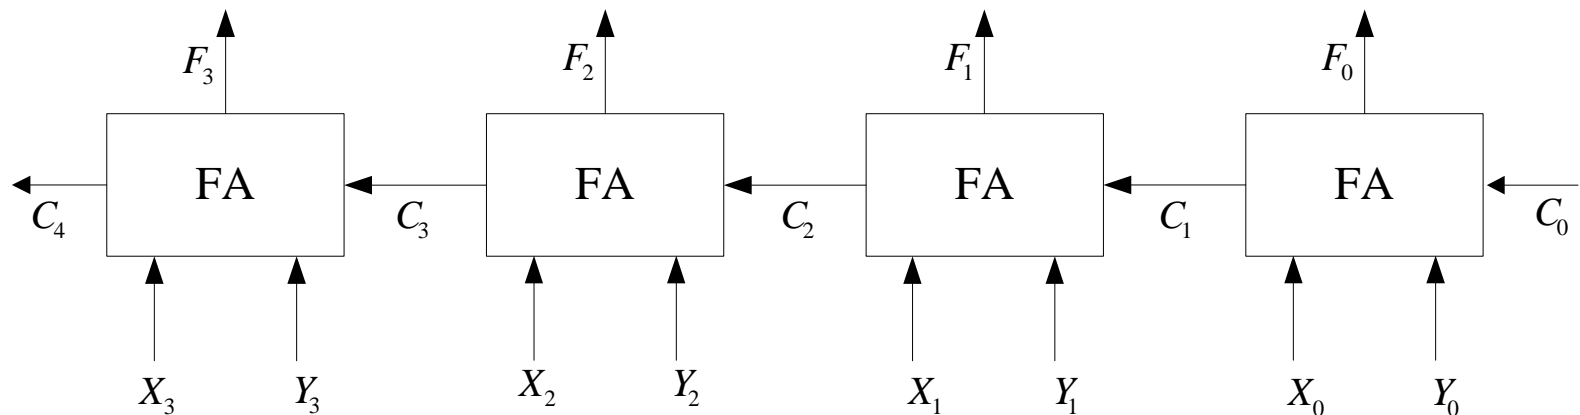 F₃ F₂ F₁ F₀
FA FA FA FA
C₄ C₃ C₂ C₁ C₀
X₃ Y₃ X₂ Y₂ X₁ Y₁ X₀ Y₀